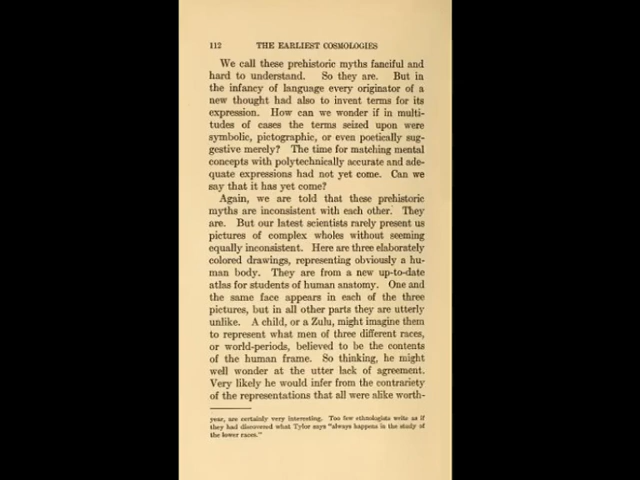 112 THE EARLIEST COSMOLOGIES
We call these prehistoric myths fanciful and
hard to understand. So they are. But in
the infancy of language every originator of a
new thought had also to invent terms for its
expression. How can we wonder if in multi-
tudes of cases the terms seized upon were
symbolic, pictographic, or even poetically sug-
gestive merely? The time for matching mental
concepts with polytechnically accurate and ade-
quate expressions had not yet come. Can we
say that it has yet come?
Again, we are told that these prehistoric
myths are inconsistent with each other. They
are. But our latest scientists rarely present us
pictures of complex wholes without seeming
equally inconsistent. Here are three elaborately
colored drawings, representing obviously a hu-
man body. They are from a new up-to-date
atlas for students of human anatomy. One and
the same face appears in each of the three
pictures, but in all other parts they are utterly
unlike. A child, or a Zulu, might imagine them
to represent what men of three different races,
or world-periods, believed to be the contents
of the human frame. So thinking, he might
well wonder at the utter lack of agreement.
Very likely he would infer from the contrariety
of the representations that all were alike worth-
year, are certainly very interesting. Too few ethnologists write as if
they had discovered what Tylor says "always happens in the study of
the lower races."